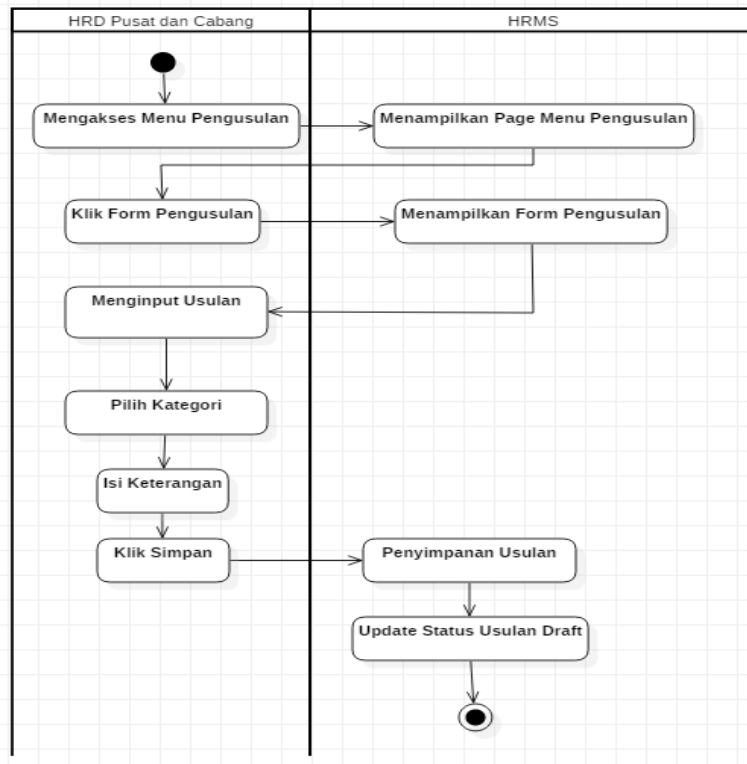 HRD Pusat dan Cabang
HRMS
Mengakses Menu Pengusulan
Menampilkan Page Menu Pengusulan
Klik Form Pengusulan
Menampilkan Form Pengusulan
Menginput Usulan
Pilih Kategori
Isi Keterangan
Klik Simpan
Penyimpanan Usulan
Update Status Usulan Draft